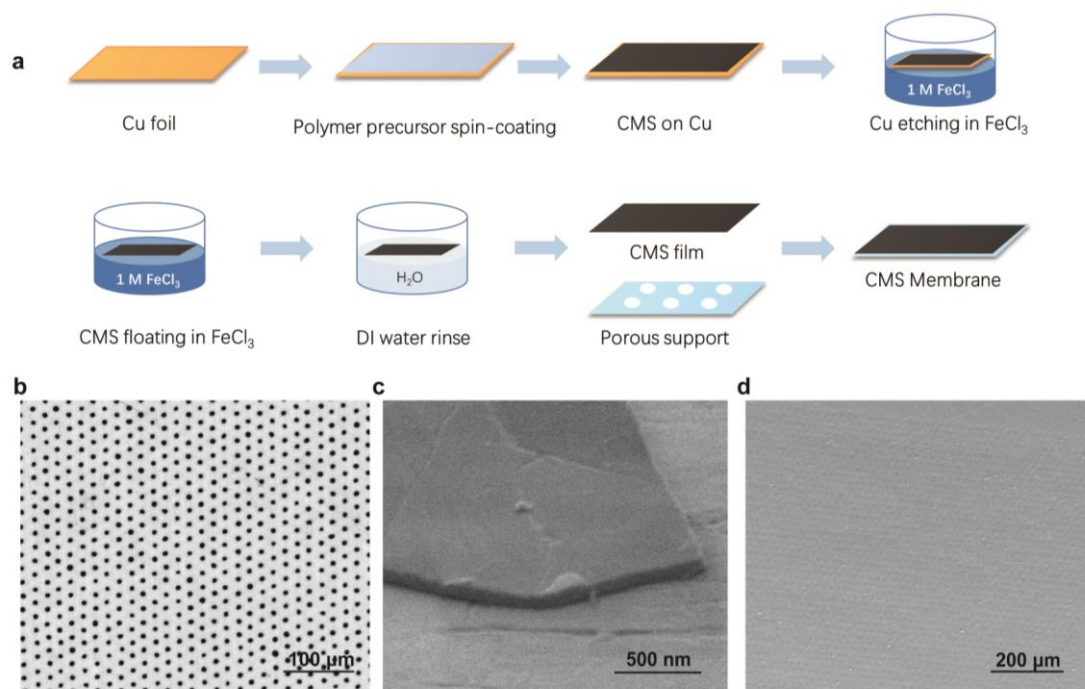 a
Cu foil
Polymer precursor spin-coating
CMS on Cu
1 M FeCl₃
Cu etching in FeCl₃
1 M FeCl₃
CMS floating in FeCl₃
H₂O
DI water rinse
CMS film
Porous support
CMS Membrane
b
100 µm
c
500 nm
d
200 µm